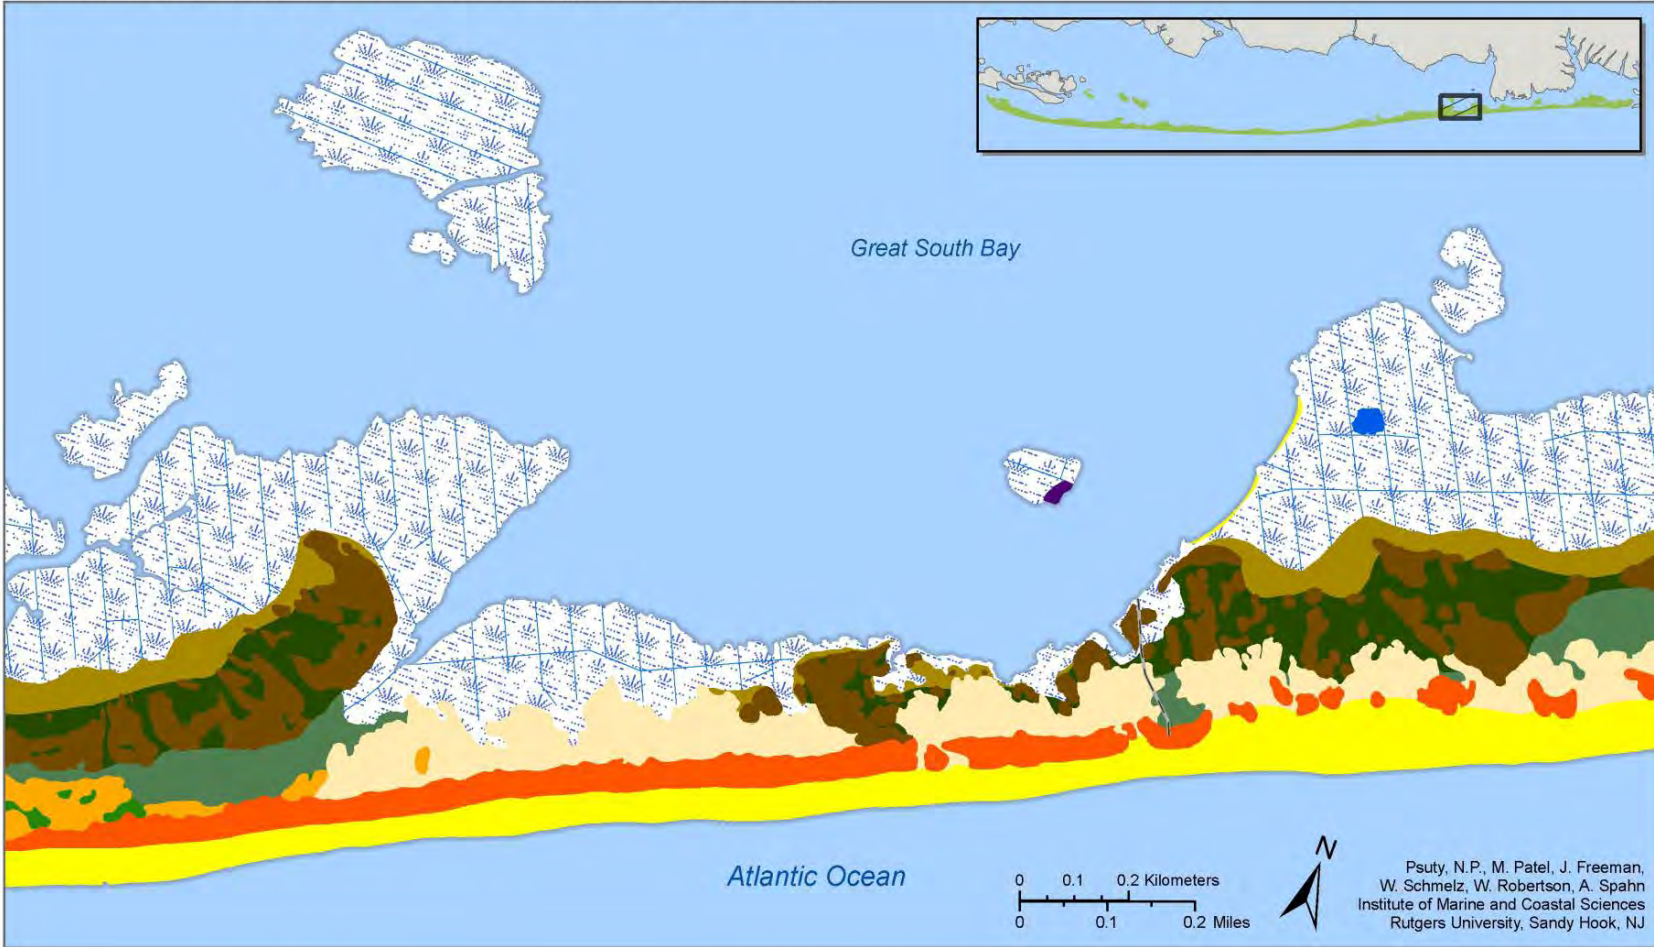 Great South Bay
Atlantic Ocean
0 0.1 0.2 Kilometers
0 0.1 0.2 Miles
N
Psuty, N.P., M. Patel, J. Freeman,
W. Schmelz, W. Robertson, A. Spahn
Institute of Marine and Coastal Sciences
Rutgers University, Sandy Hook, NJ